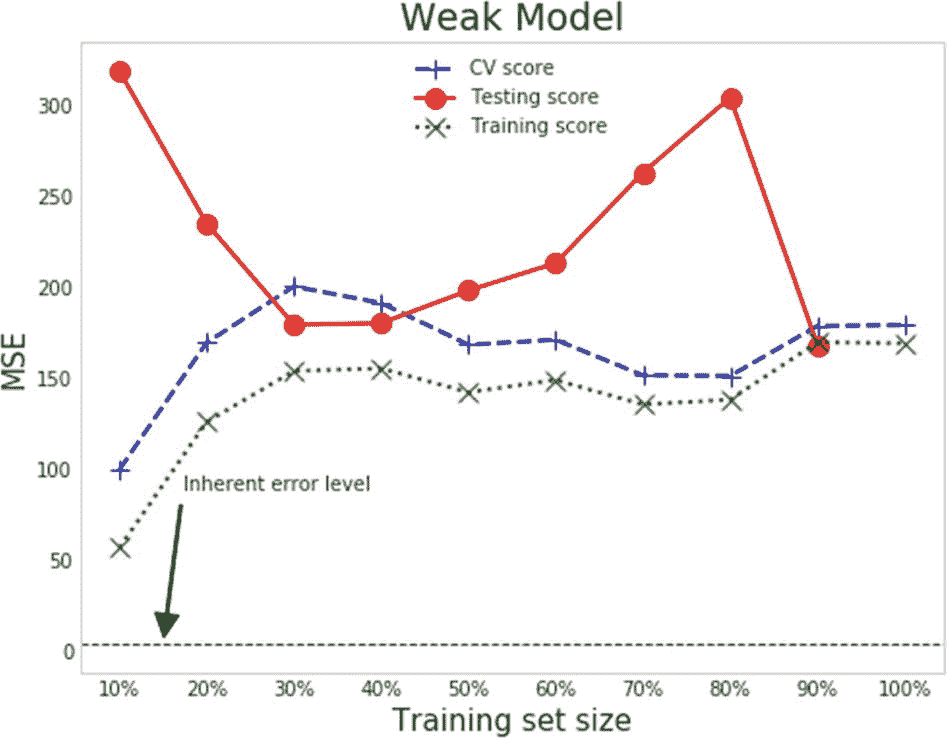 Weak Model
CV score
Testing score
Training score
300
250
200
150
100
50
0
MSE
Inherent error level
10% 20% 30% 40% 50% 60% 70% 80% 90% 100%
Training set size